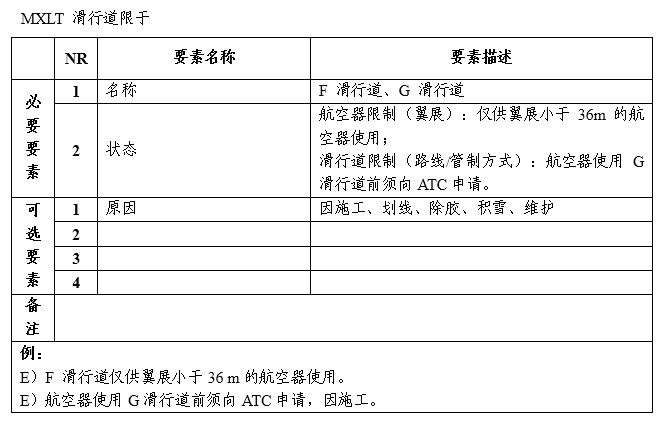 MXLT 滑行道限于
NR 要素名称 要素描述
必要要素
1 名称 F 滑行道、G 滑行道
2 状态
航空器限制（翼展）：仅供翼展小于 36m 的航
空器使用；
滑行道限制（路线/管制方式）：航空器使用 G
滑行道前须向 ATC 申请。
可选要素
1 原因 因施工、划线、除胶、积雪、维护
2
3
4
备注
例：
E）F 滑行道仅供翼展小于 36 m 的航空器使用。
E）航空器使用 G 滑行道前须向 ATC 申请，因施工。